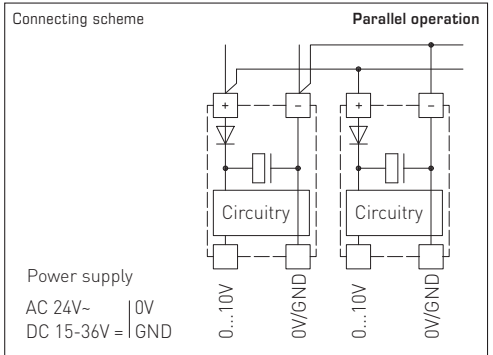 Connecting scheme
Parallel operation
+ − + −
Circuitry Circuitry
Power supply
AC 24V~ | 0V
DC 15-36V = | GND
0...10V
0V/GND
0...10V
0V/GND